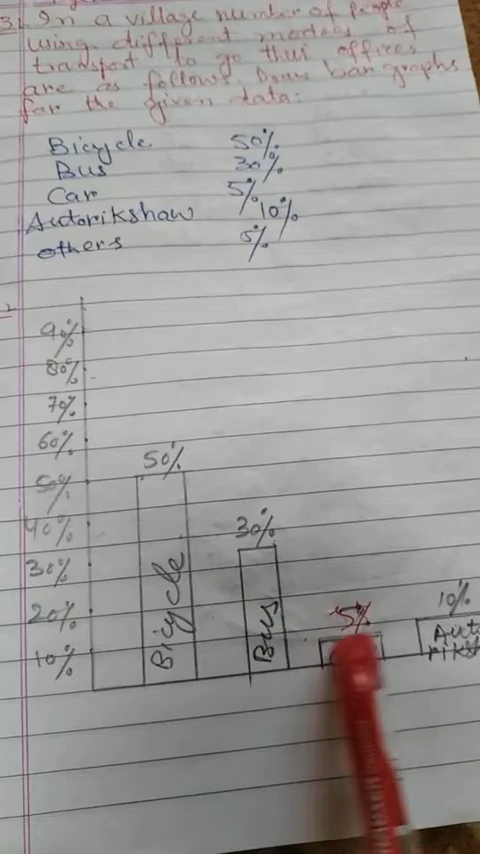 3. In a village number of people
using different modes of
transport to go thui offices
are as follows. Draw bar graphs
for the given data:
Bicycle. 50%
Bus 30%
Car 5%
Autorikshaw 10%
others 5%
90%
80%
70%
60%
50%
40%
30%
20%
10%
50%
Bicycle
30%
Bus
5%
10%
Auto